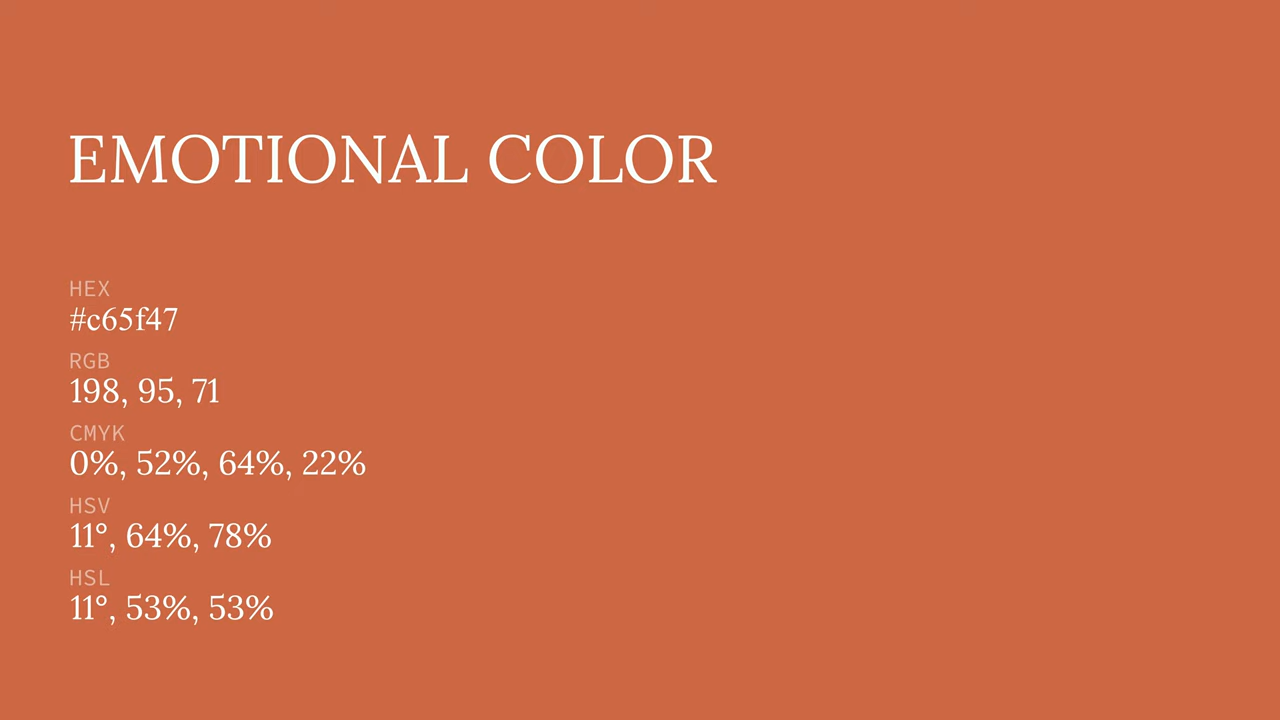 EMOTIONAL COLOR
HEX
#c65f47
RGB
198, 95, 71
CMYK
0%, 52%, 64%, 22%
HSV
11°, 64%, 78%
HSL
11°, 53%, 53%